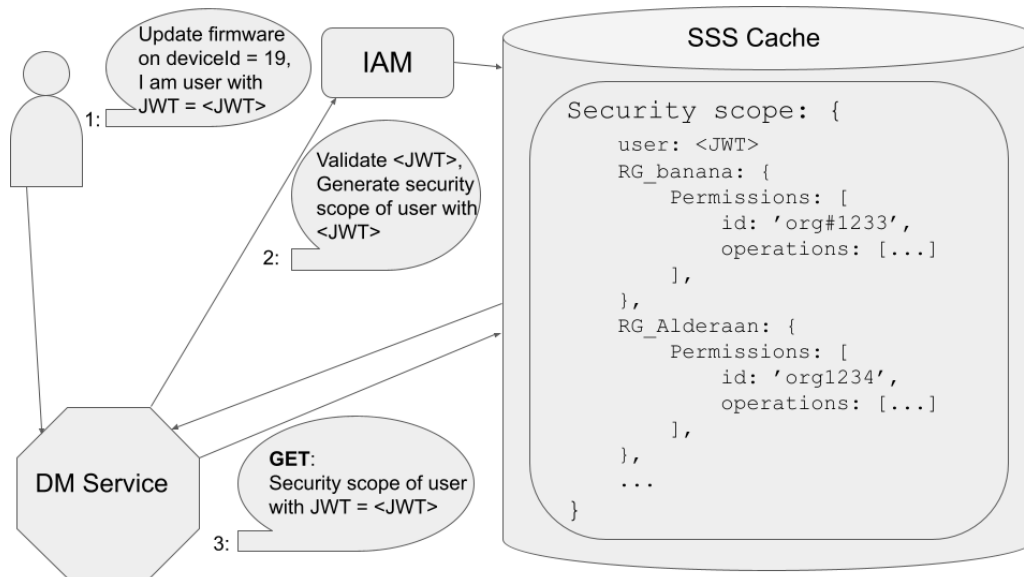 Update firmware
on deviceId = 19,
I am user with
JWT = <JWT>
1:
IAM
SSS Cache
Validate <JWT>,
Generate security
scope of user with
<JWT>
2:
Security scope: {
user: <JWT>
RG_banana: {
Permissions: [
id: ’org#1233’,
operations: [...]
],
},
RG_Alderaan: {
Permissions: [
id: ’org1234’,
operations: [...]
],
},
...
}
DM Service
GET:
Security scope of user
with JWT = <JWT>
3: